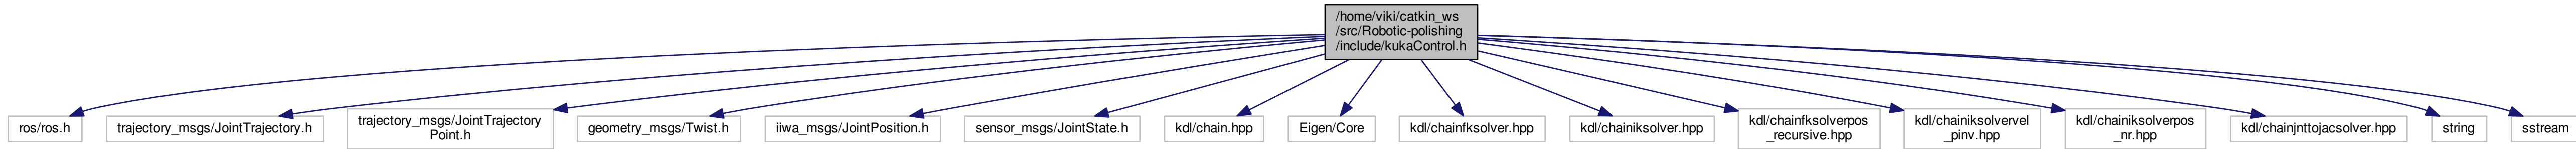 /home/viki/catkin_ws
/src/Robotic-polishing
/include/kukaControl.h
ros/ros.h
trajectory_msgs/JointTrajectory.h
trajectory_msgs/JointTrajectory
Point.h
geometry_msgs/Twist.h
iiwa_msgs/JointPosition.h
sensor_msgs/JointState.h
kdl/chain.hpp
Eigen/Core
kdl/chainfksolver.hpp
kdl/chainiksolver.hpp
kdl/chainfksolverpos
_recursive.hpp
kdl/chainiksolvervel
_pinv.hpp
kdl/chainiksolverpos
_nr.hpp
kdl/chainjnttojacsolver.hpp
string
sstream